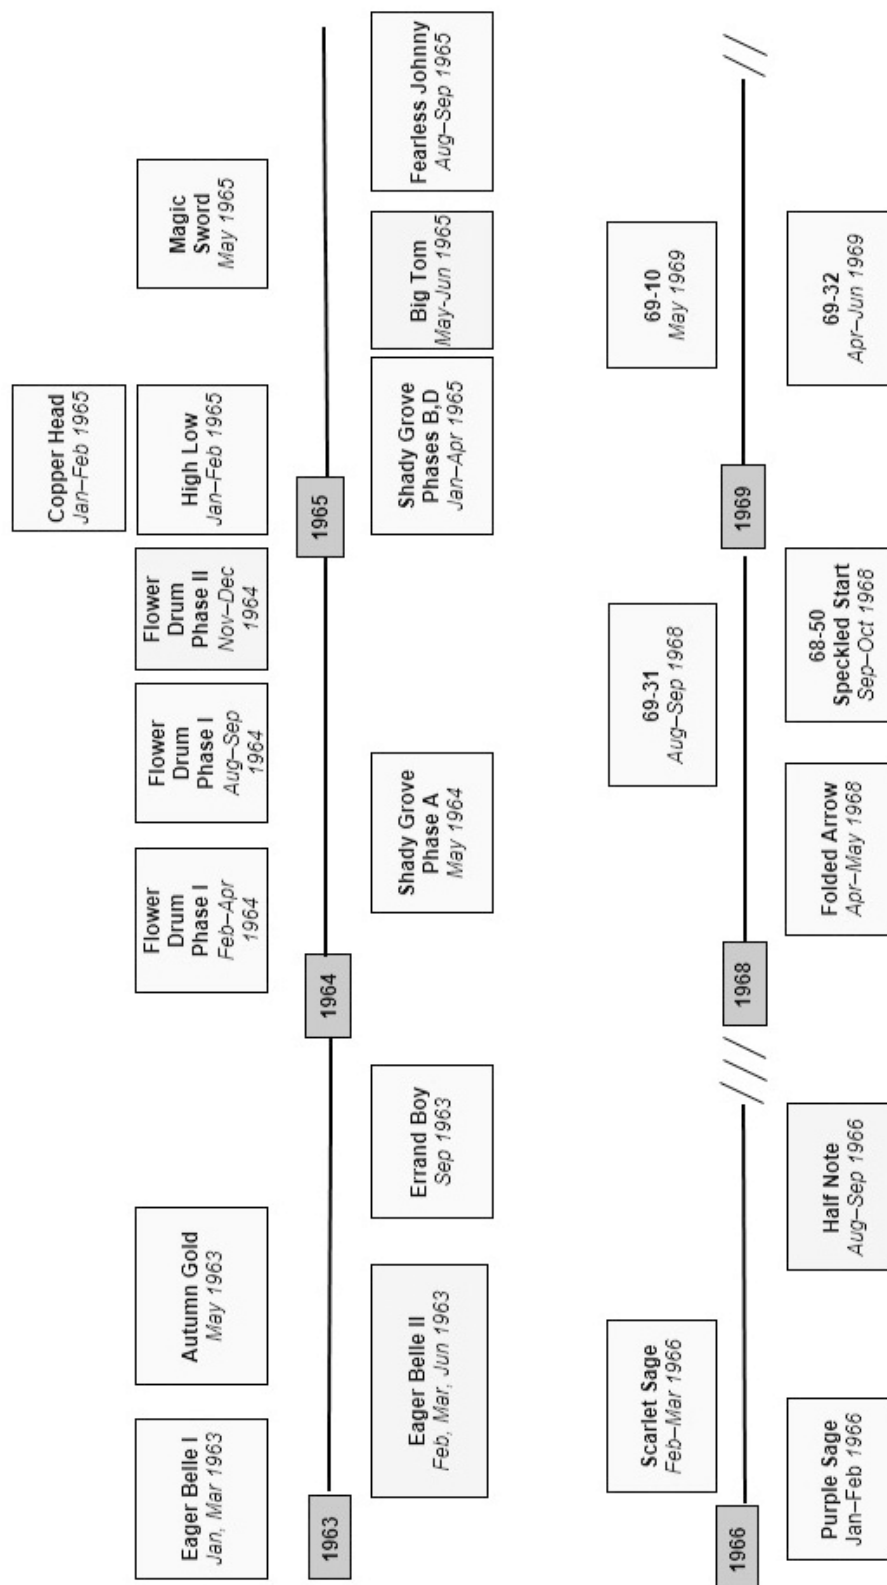 Eager Belle I
Jan, Mar 1963
Autumn Gold
May 1963
Flower
Drum
Phase I
Feb–Apr
1964
Flower
Drum
Phase I
Aug–Sep
1964
Flower
Drum
Phase II
Nov–Dec
1964
Copper Head
Jan–Feb 1965
High Low
Jan–Feb 1965
Magic
Sword
May 1965
1963
1964
1965
Eager Belle II
Feb, Mar, Jun 1963
Errand Boy
Sep 1963
Shady Grove
Phase A
May 1964
Shady Grove
Phases B,D
Jan–Apr 1965
Big Tom
May-Jun 1965
Fearless Johnny
Aug–Sep 1965
Scarlet Sage
Feb–Mar 1966
69-31
Aug–Sep 1968
69-10
May 1969
1966
1968
1969
Purple Sage
Jan–Feb 1966
Half Note
Aug–Sep 1966
Folded Arrow
Apr–May 1968
68-50
Speckled Start
Sep–Oct 1968
69-32
Apr–Jun 1969